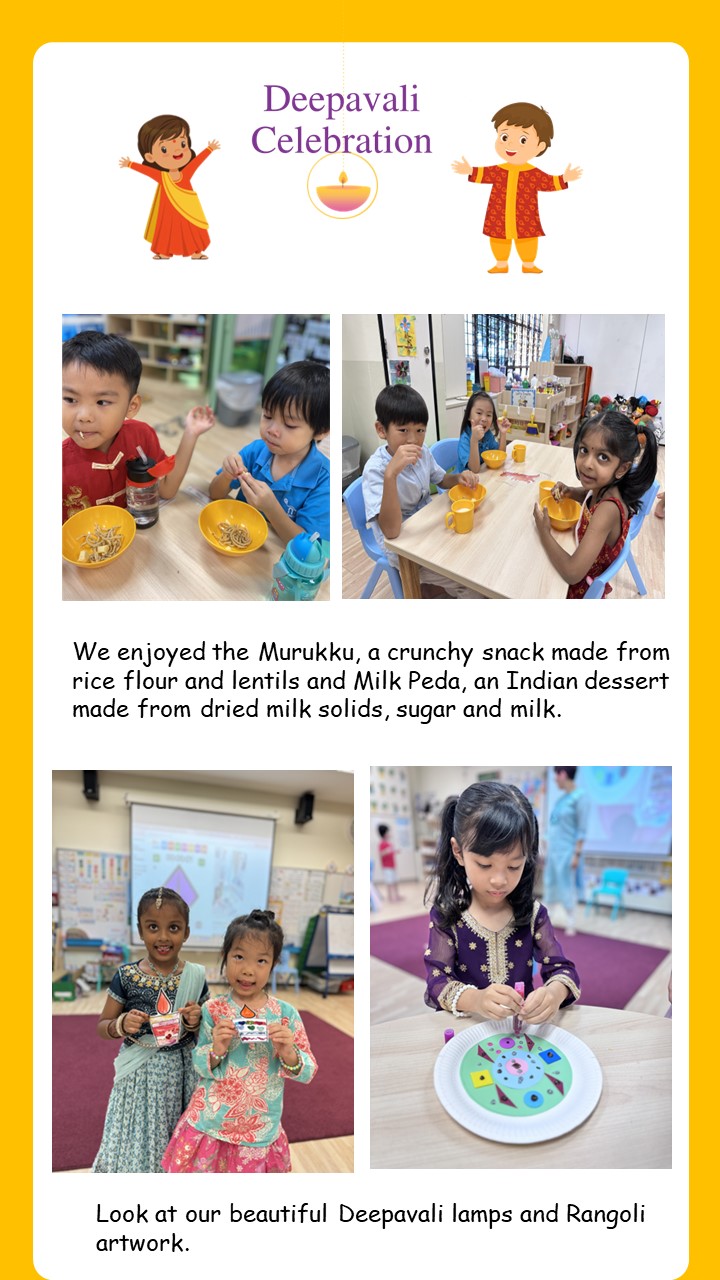 Deepavali
Celebration
We enjoyed the Murukku, a crunchy snack made from
rice flour and lentils and Milk Peda, an Indian dessert
made from dried milk solids, sugar and milk.
Look at our beautiful Deepavali lamps and Rangoli
artwork.